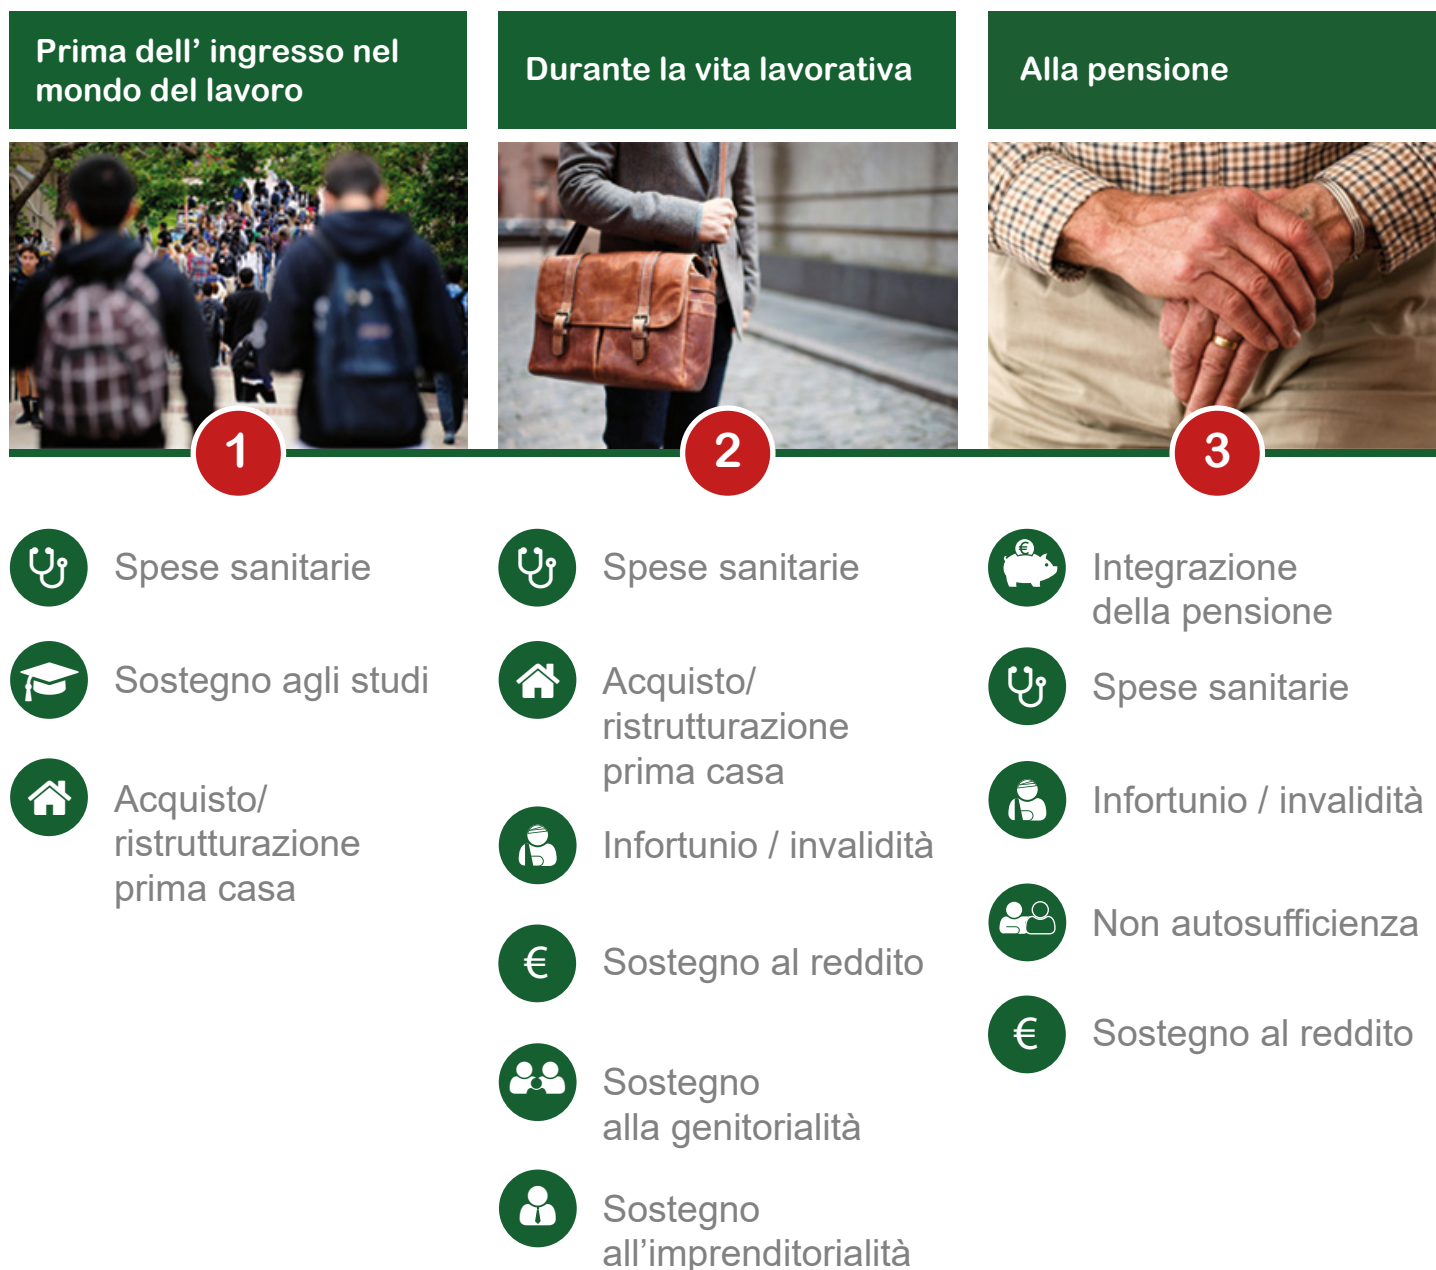 Prima dell’ ingresso nel
mondo del lavoro
Durante la vita lavorativa
Alla pensione
1
2
3
Spese sanitarie
Sostegno agli studi
Acquisto/
ristrutturazione
prima casa
Spese sanitarie
Acquisto/
ristrutturazione
prima casa
Infortunio / invalidità
€
Sostegno al reddito
Sostegno
alla genitorialità
Sostegno
all’imprenditorialità
€
Integrazione
della pensione
Spese sanitarie
Infortunio / invalidità
Non autosufficienza
€
Sostegno al reddito